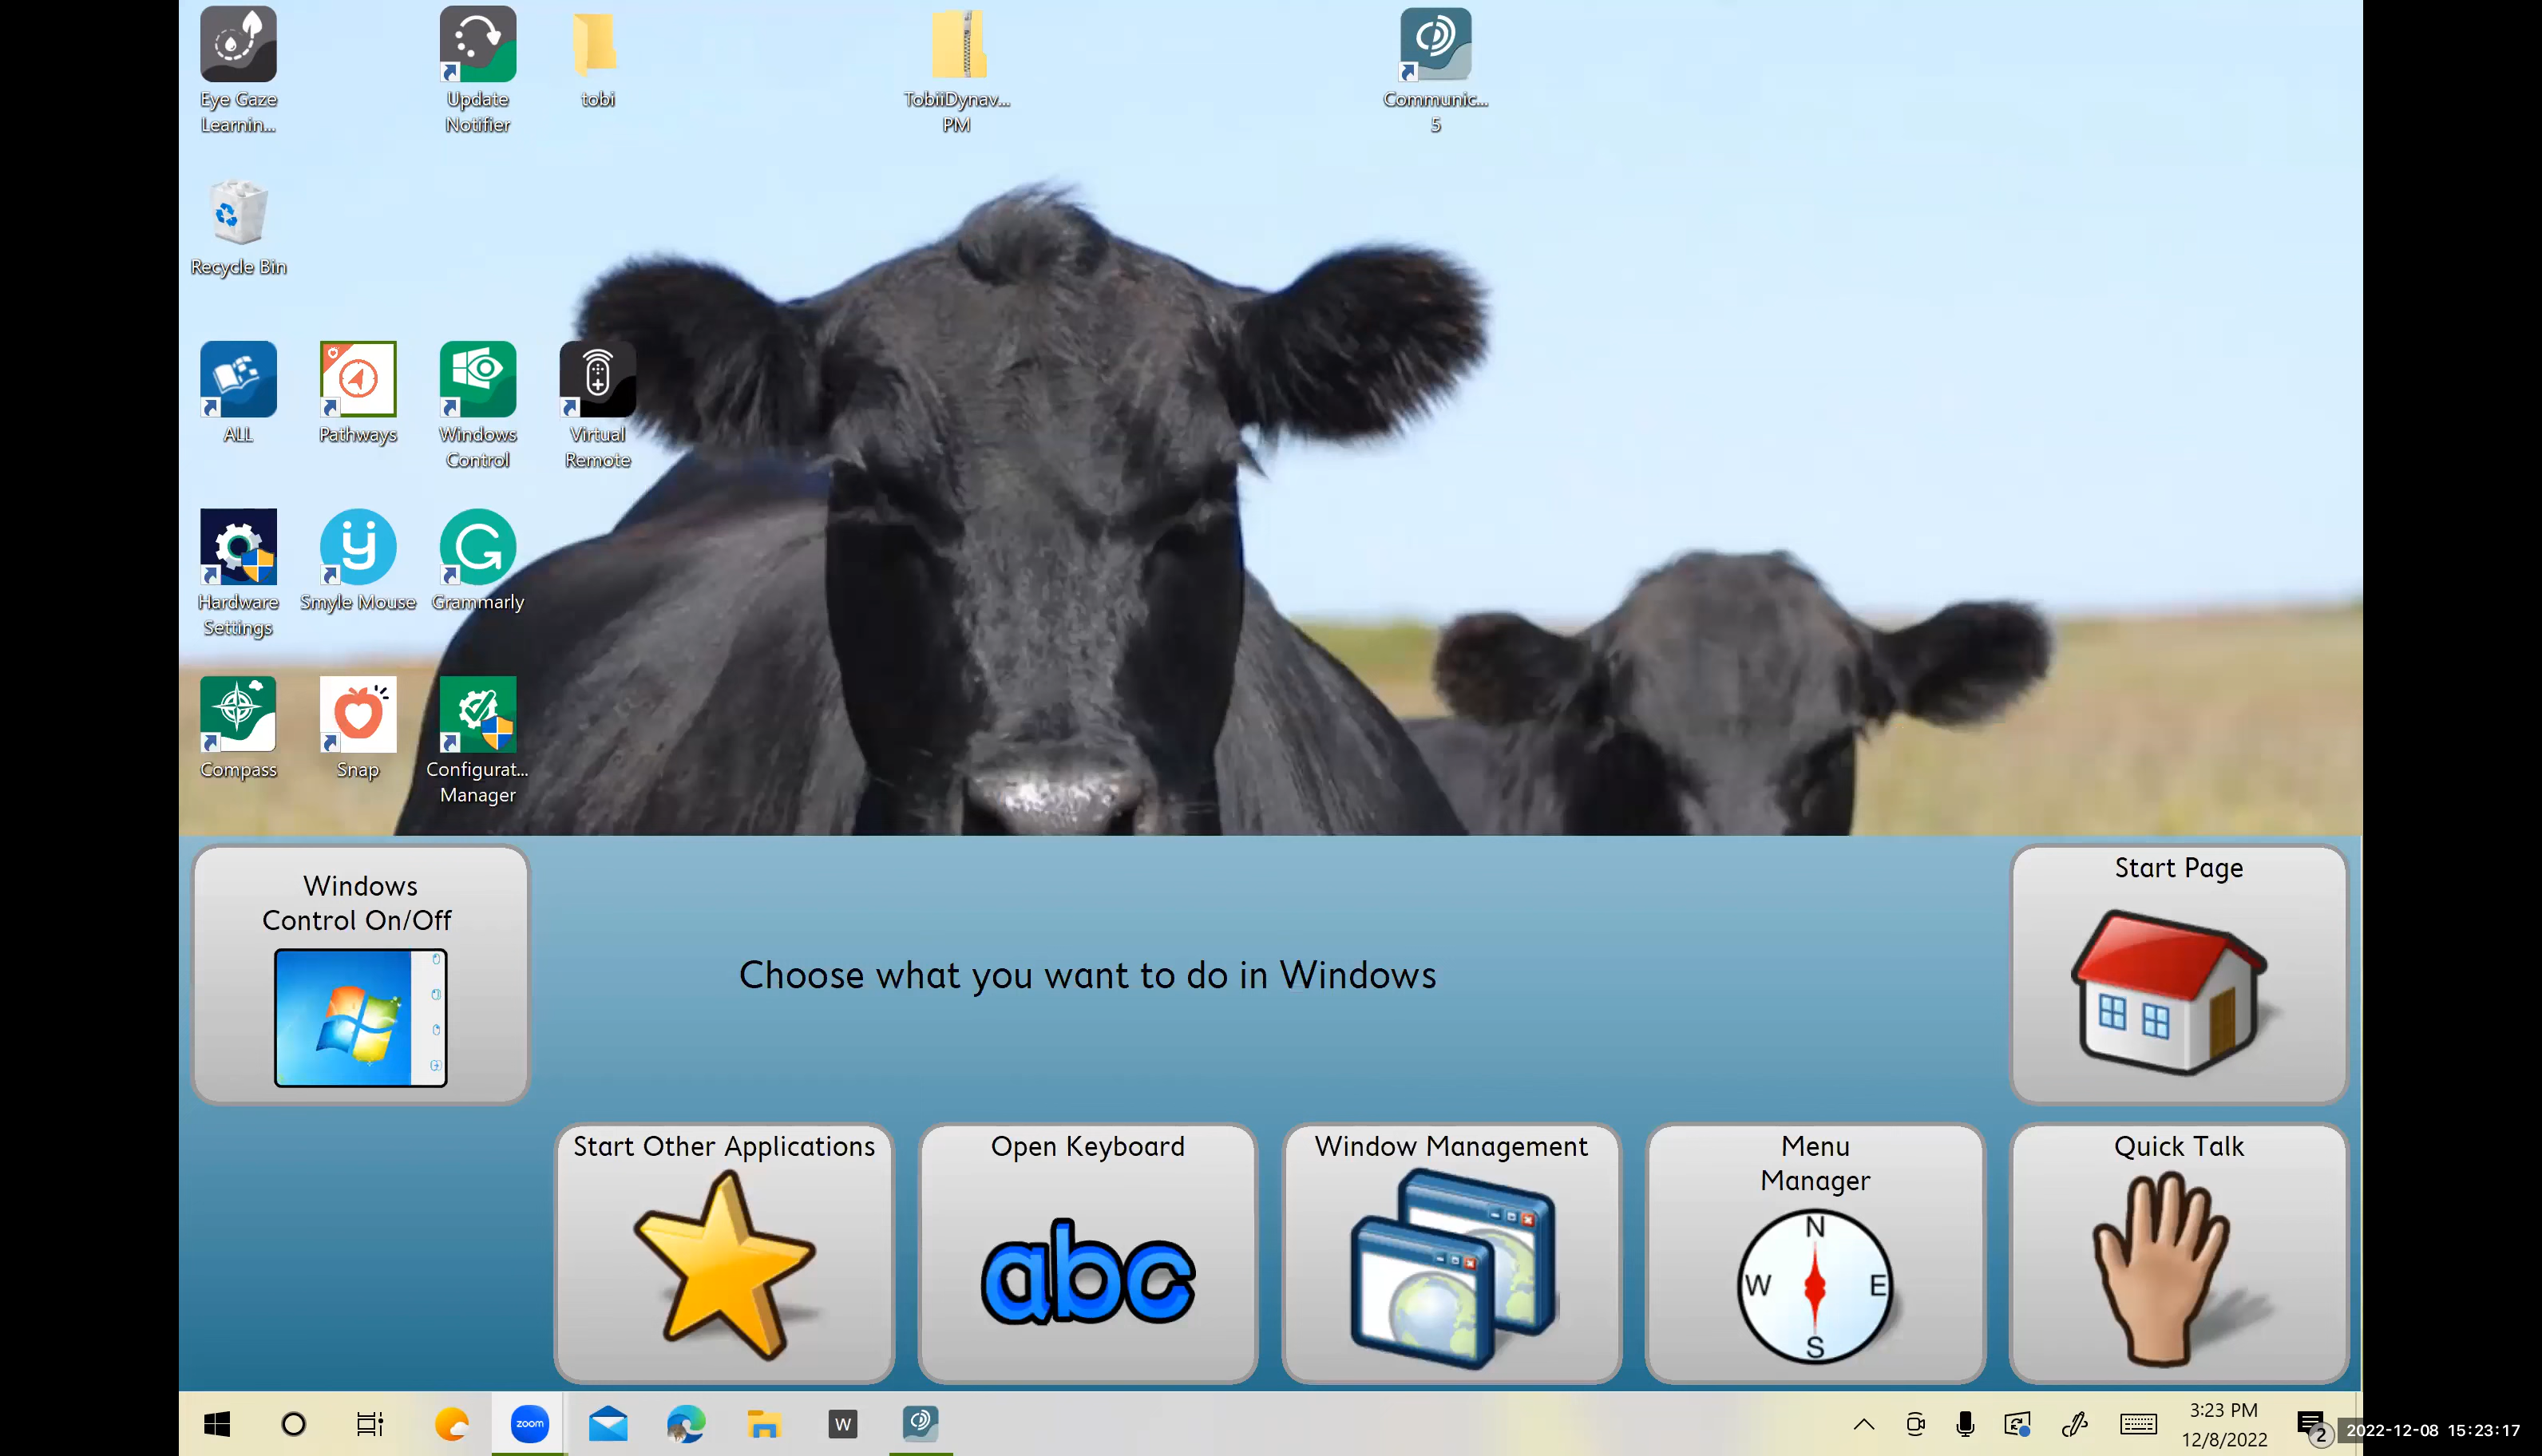 Eye Gaze
Learnin...
Update
Notifier
tobi
TobiiDynav...
PM
Communic...
5
Recycle Bin
ALL
Pathways
Windows
Control
Virtual
Remote
Hardware
Settings
Smyle Mouse
Grammarly
Compass
Snap
Configurat...
Manager
Windows
Control On/Off
Choose what you want to do in Windows
Start Page
Start Other Applications
Open Keyboard
abc
Window Management
Menu
Manager
N
W E
S
Quick Talk
zoom
W
3:23 PM
12/8/2022
2
2022-12-08 15:23:17